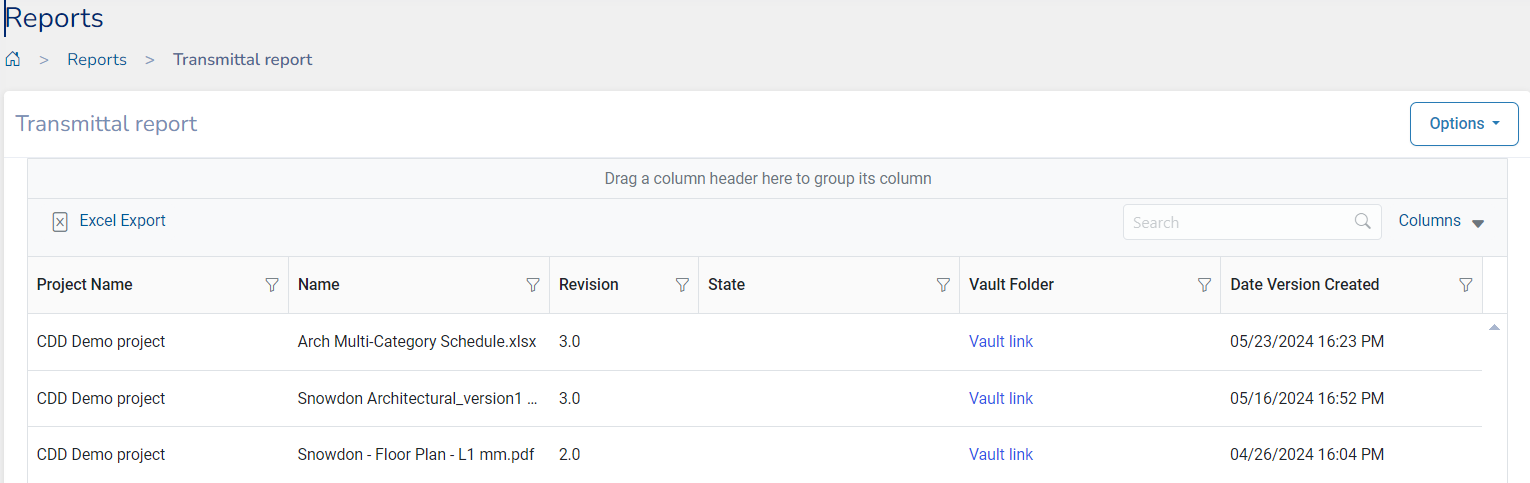 Reports
> Reports > Transmittal report
Transmittal report Options
Drag a column header here to group its column
Excel Export Search Columns
Project Name Name Revision State Vault Folder Date Version Created
CDD Demo project Arch Multi-Category Schedule.xlsx 3.0 Vault link 05/23/2024 16:23 PM
CDD Demo project Snowdon Architectural_version1 ... 3.0 Vault link 05/16/2024 16:52 PM
CDD Demo project Snowdon - Floor Plan - L1 mm.pdf 2.0 Vault link 04/26/2024 16:04 PM